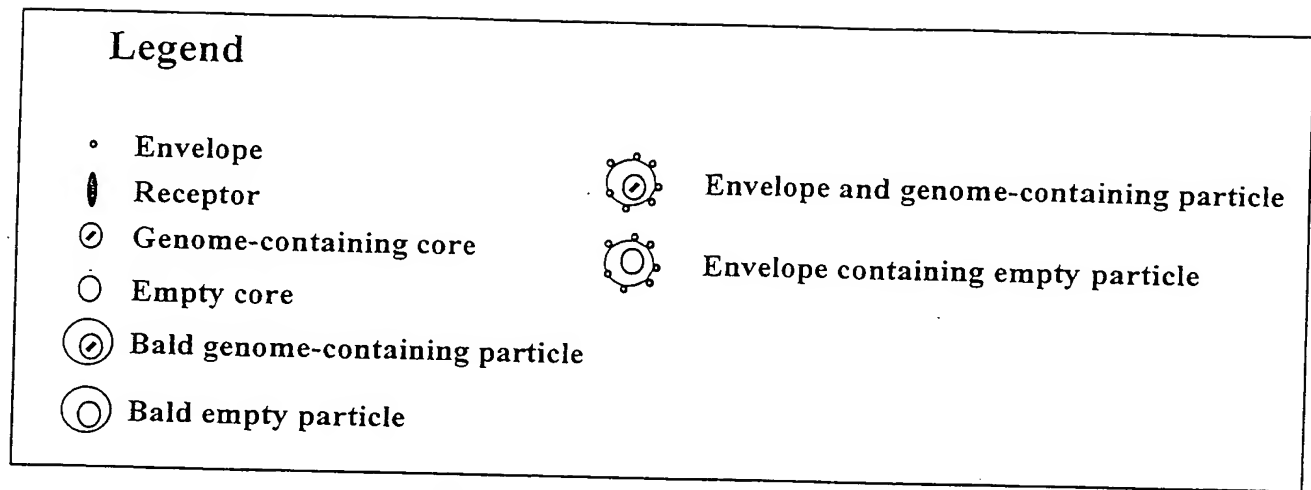 Legend
Envelope
Receptor
Genome-containing core
Empty core
Bald genome-containing particle
Bald empty particle
Envelope and genome-containing particle
Envelope containing empty particle